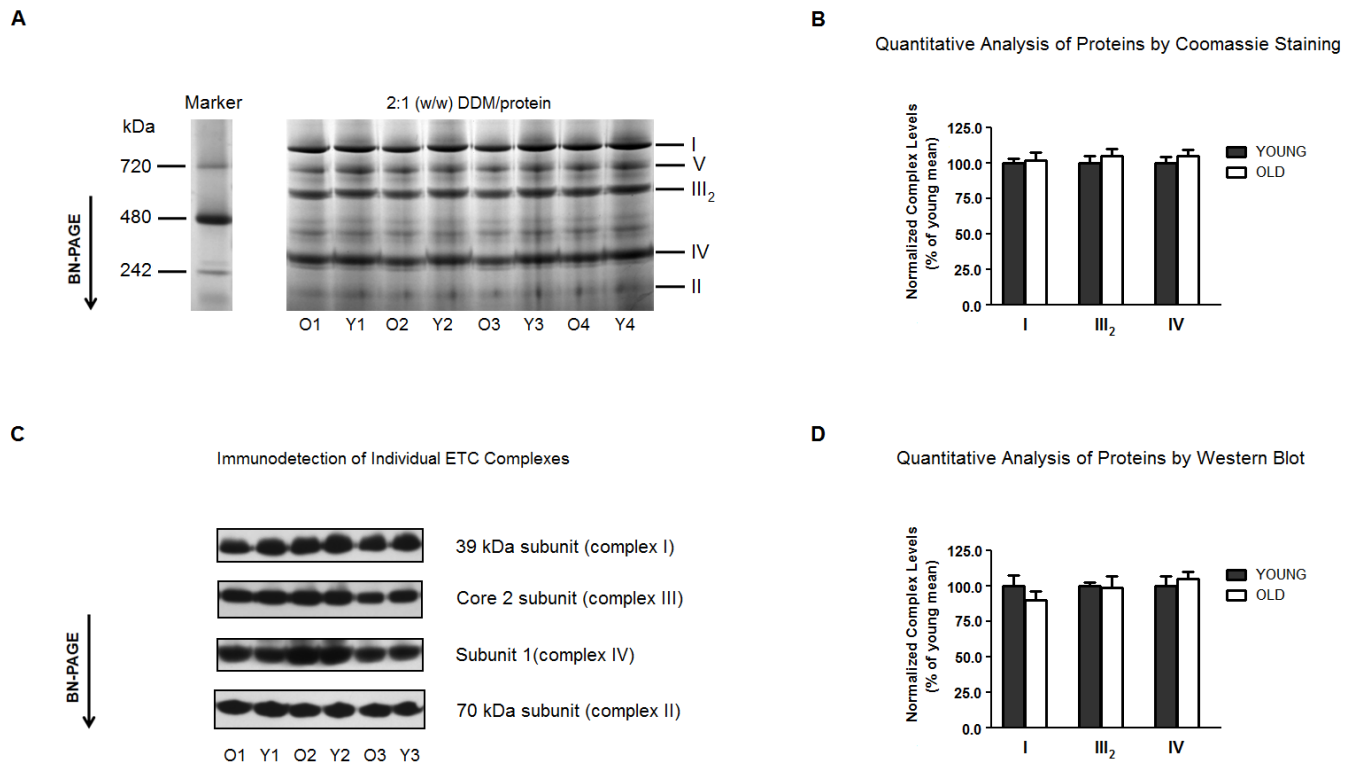 A
Marker
2:1 (w/w) DDM/protein
kDa
720
480
242
BN-PAGE
I
V
III2
IV
II
O1 Y1 O2 Y2 O3 Y3 O4 Y4
B
Quantitative Analysis of Proteins by Coomassie Staining
Normalized Complex Levels
(% of young mean)
125.0
100.0
75.0
50.0
25.0
0.0
I III2 IV
YOUNG
OLD
C
Immunodetection of Individual ETC Complexes
39 kDa subunit (complex I)
Core 2 subunit (complex III)
Subunit 1(complex IV)
70 kDa subunit (complex II)
BN-PAGE
O1 Y1 O2 Y2 O3 Y3
D
Quantitative Analysis of Proteins by Western Blot
Normalized Complex Levels
(% of young mean)
125.0
100.0
75.0
50.0
25.0
0.0
I III2 IV
YOUNG
OLD